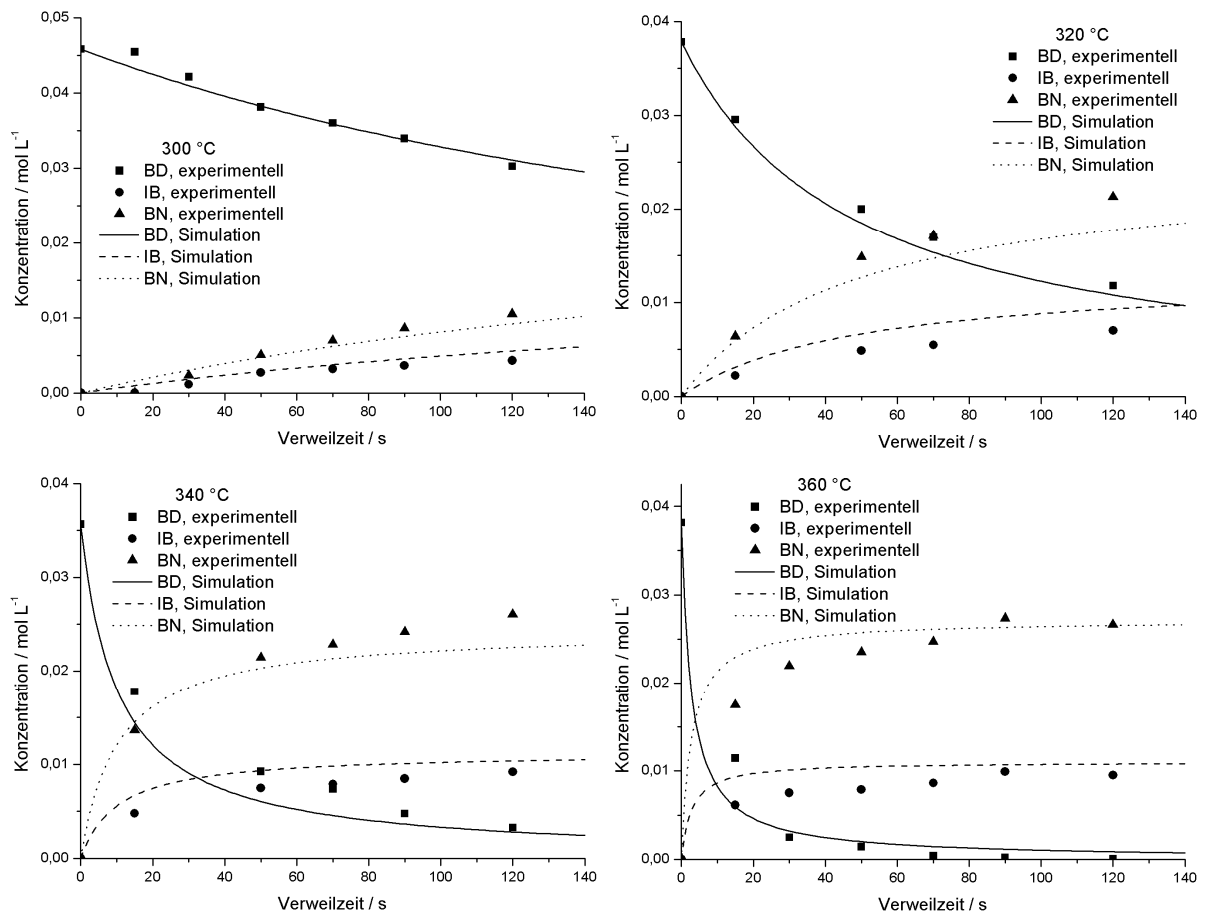 0,05
0,04
0,03
0,02
0,01
0,00
Konzentration / mol L⁻¹
300 °C
BD, experimentell
IB, experimentell
BN, experimentell
BD, Simulation
IB, Simulation
BN, Simulation
0 20 40 60 80 100 120 140
Verweilzeit / s
0,04
0,03
0,02
0,01
0,00
Konzentration / mol L⁻¹
320 °C
BD, experimentell
IB, experimentell
BN, experimentell
BD, Simulation
IB, Simulation
BN, Simulation
0 20 40 60 80 100 120 140
Verweilzeit / s
0,04
0,03
0,02
0,01
0,00
Konzentration / mol L⁻¹
340 °C
BD, experimentell
IB, experimentell
BN, experimentell
BD, Simulation
IB, Simulation
BN, Simulation
0 20 40 60 80 100 120 140
Verweilzeit / s
0,04
0,03
0,02
0,01
0,00
Konzentration / mol L⁻¹
360 °C
BD, experimentell
IB, experimentell
BN, experimentell
BD, Simulation
IB, Simulation
BN, Simulation
0 20 40 60 80 100 120 140
Verweilzeit / s